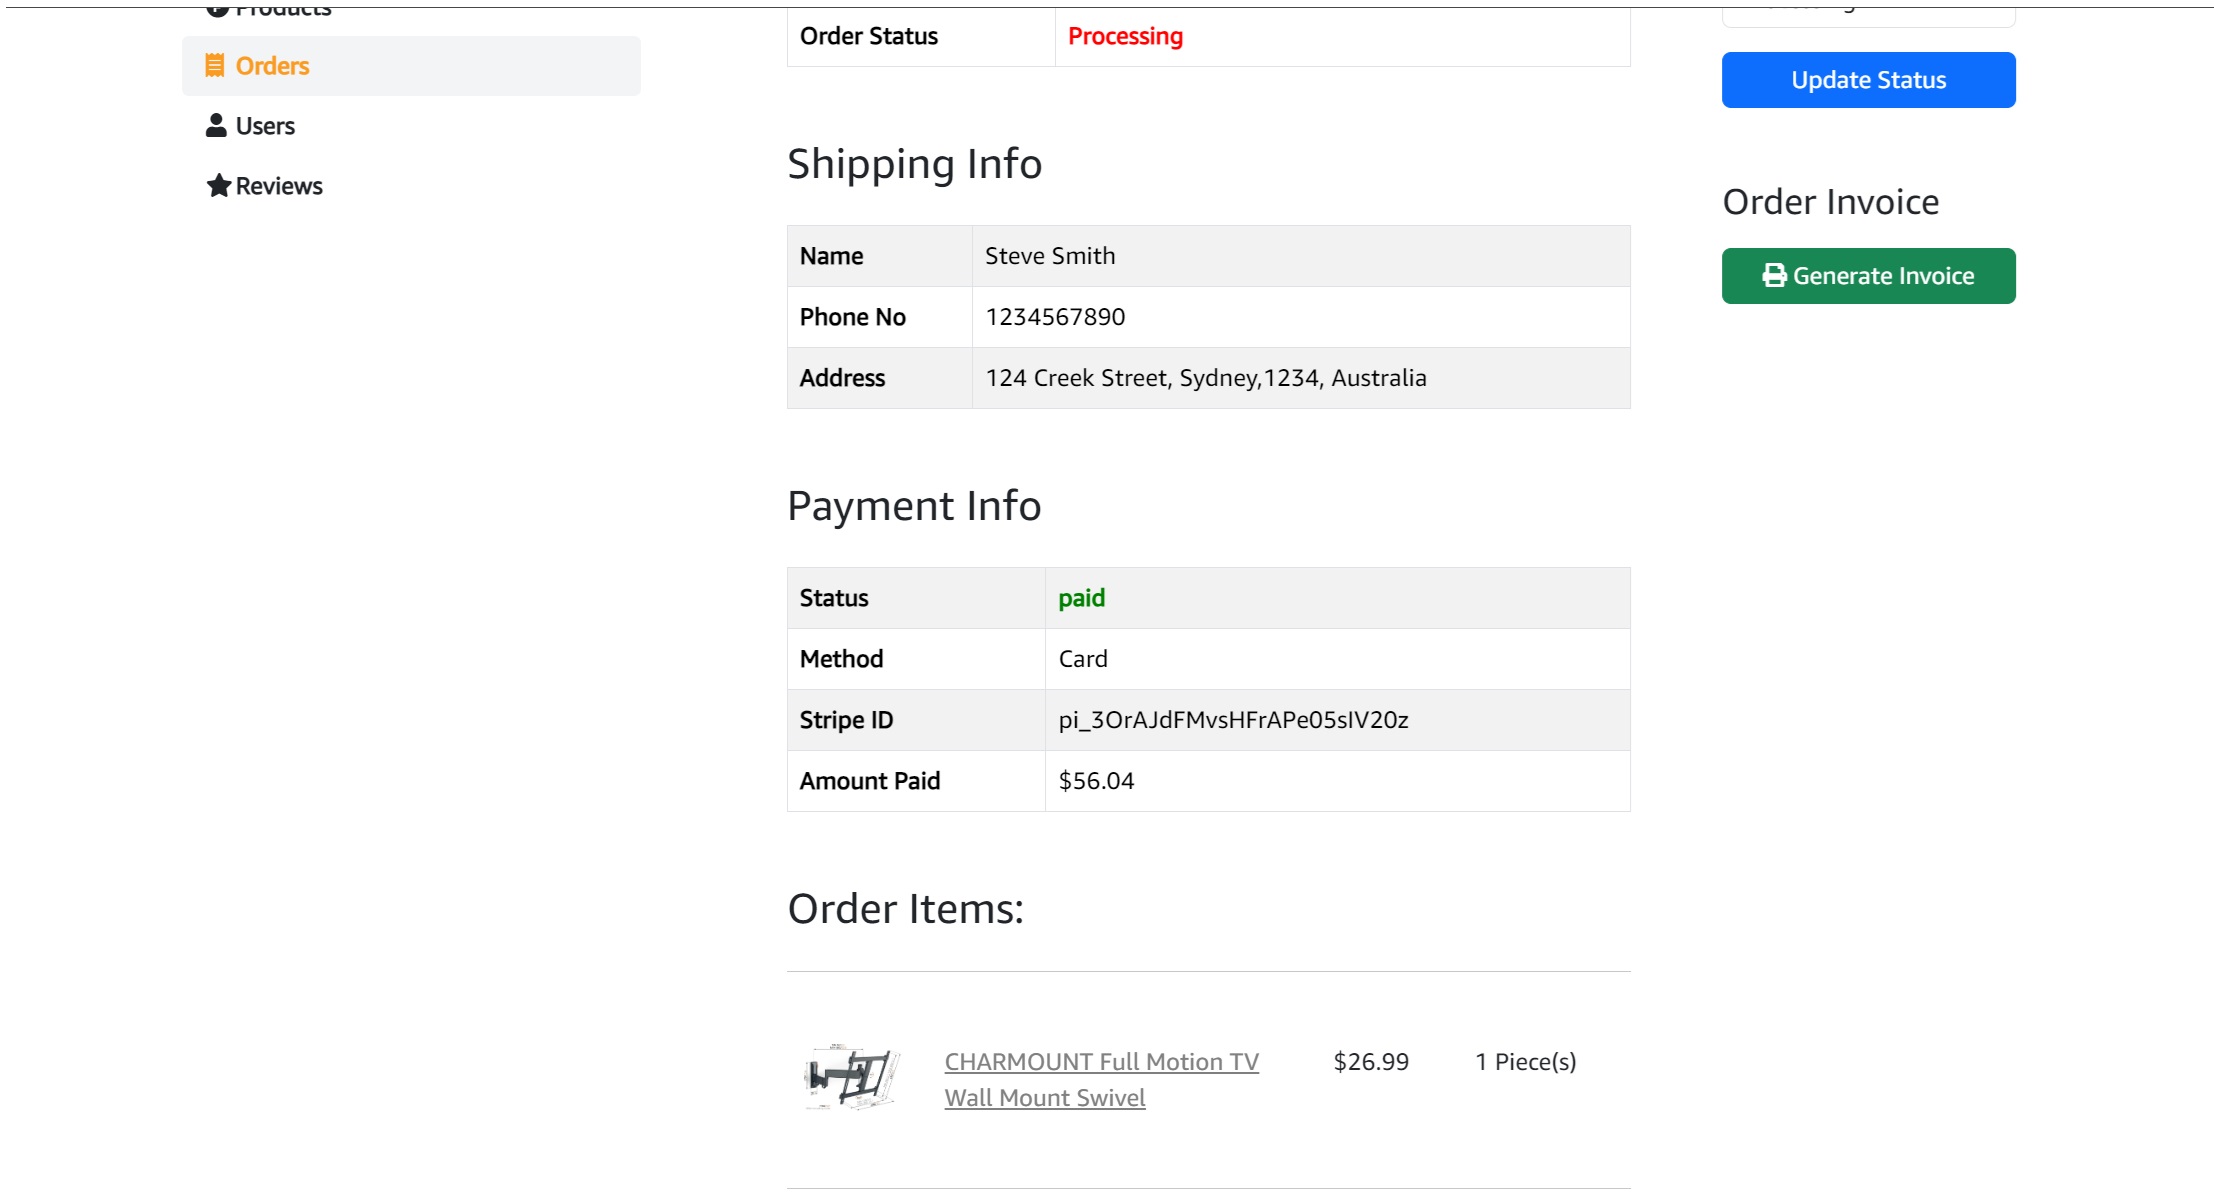 Products
Orders
Users
Reviews
Order Status Processing
Shipping Info
Name Steve Smith
Phone No 1234567890
Address 124 Creek Street, Sydney,1234, Australia
Payment Info
Status paid
Method Card
Stripe ID pi_3OrAJdFMvsHFrAPe05sIV20z
Amount Paid $56.04
Order Items:
CHARMOUNT Full Motion TV
Wall Mount Swivel
$26.99
1 Piece(s)
Update Status
Order Invoice
Generate Invoice